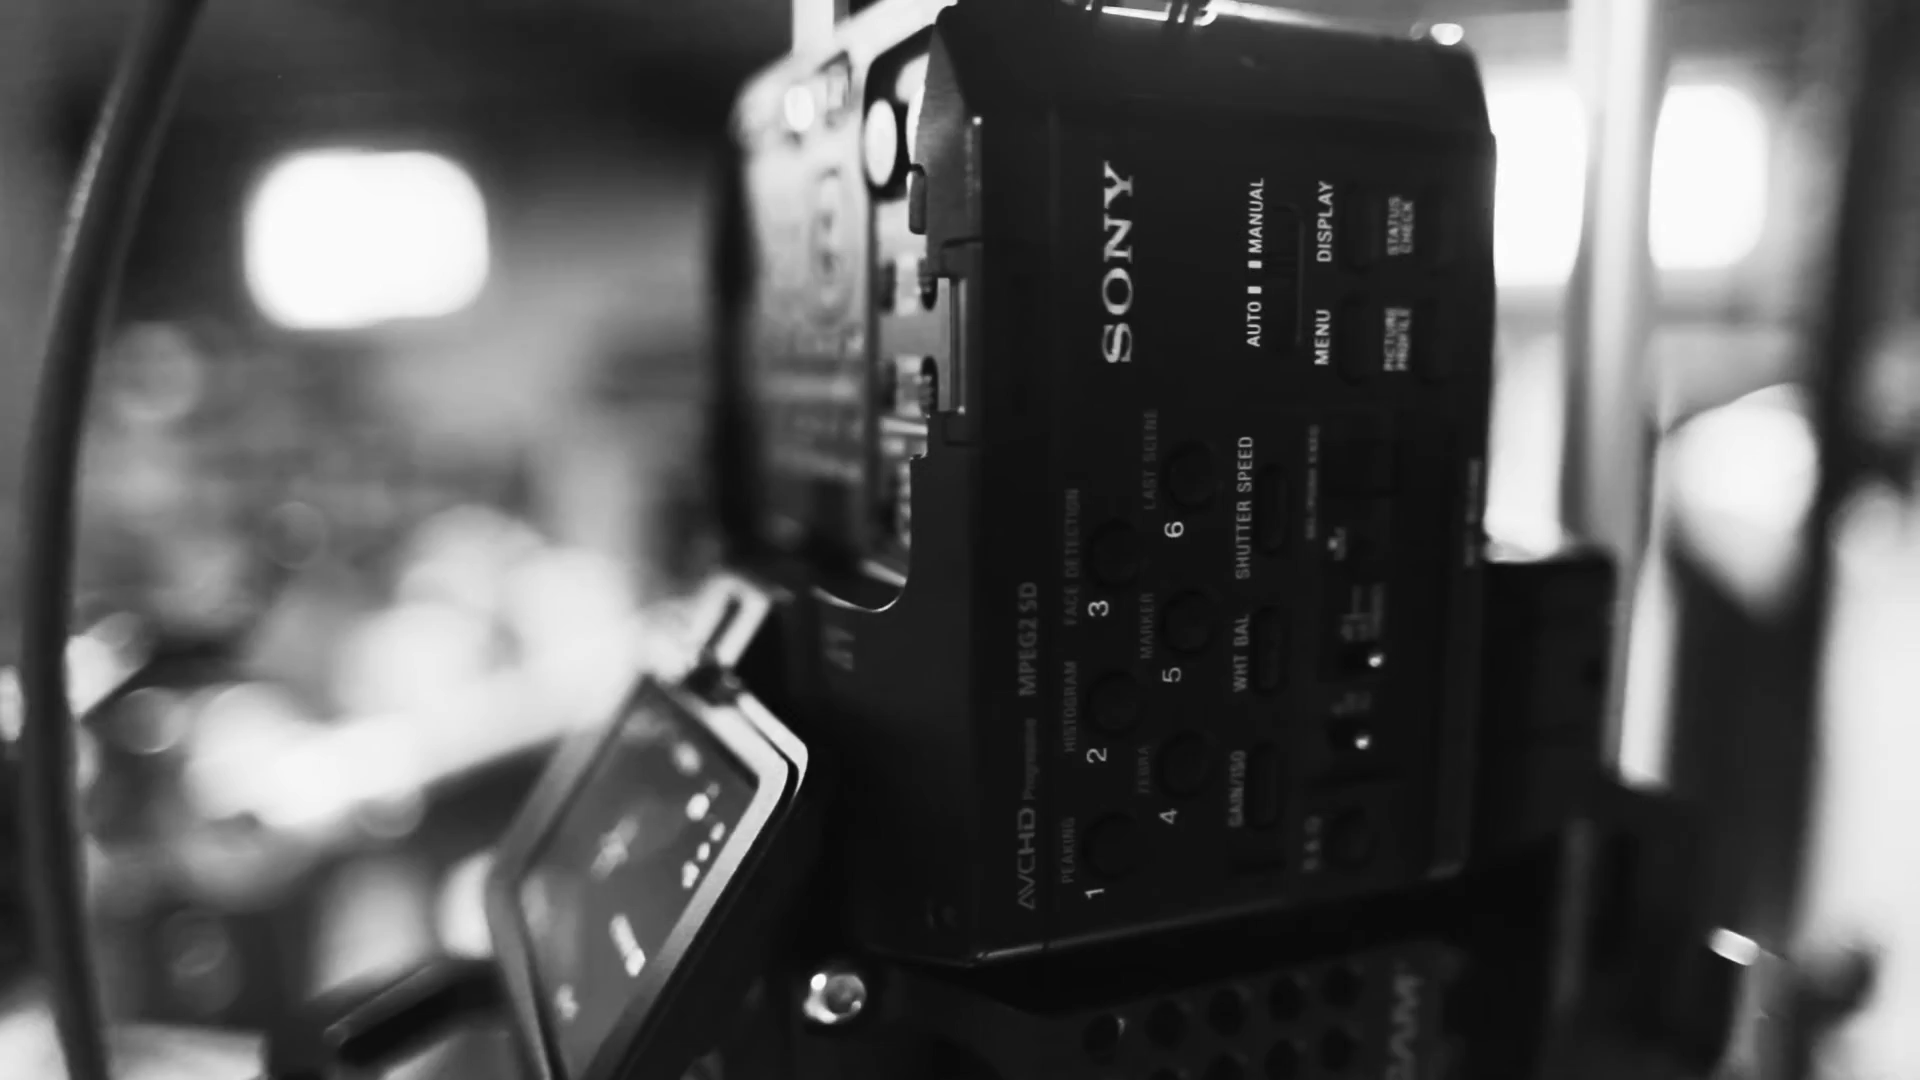 SONY
AUTO MANUAL
MENU
DISPLAY
PICTURE
PROFILE
STATUS
CHECK
LAST SCENE
6
FACE DETECTION
3
MARKER
5
HISTOGRAM
2
ZEBRA
4
PEAKING
1
SHUTTER SPEED
WHT BAL
GAIN/ISO
S & Q
AVCHD Progressive MPEG2 SD